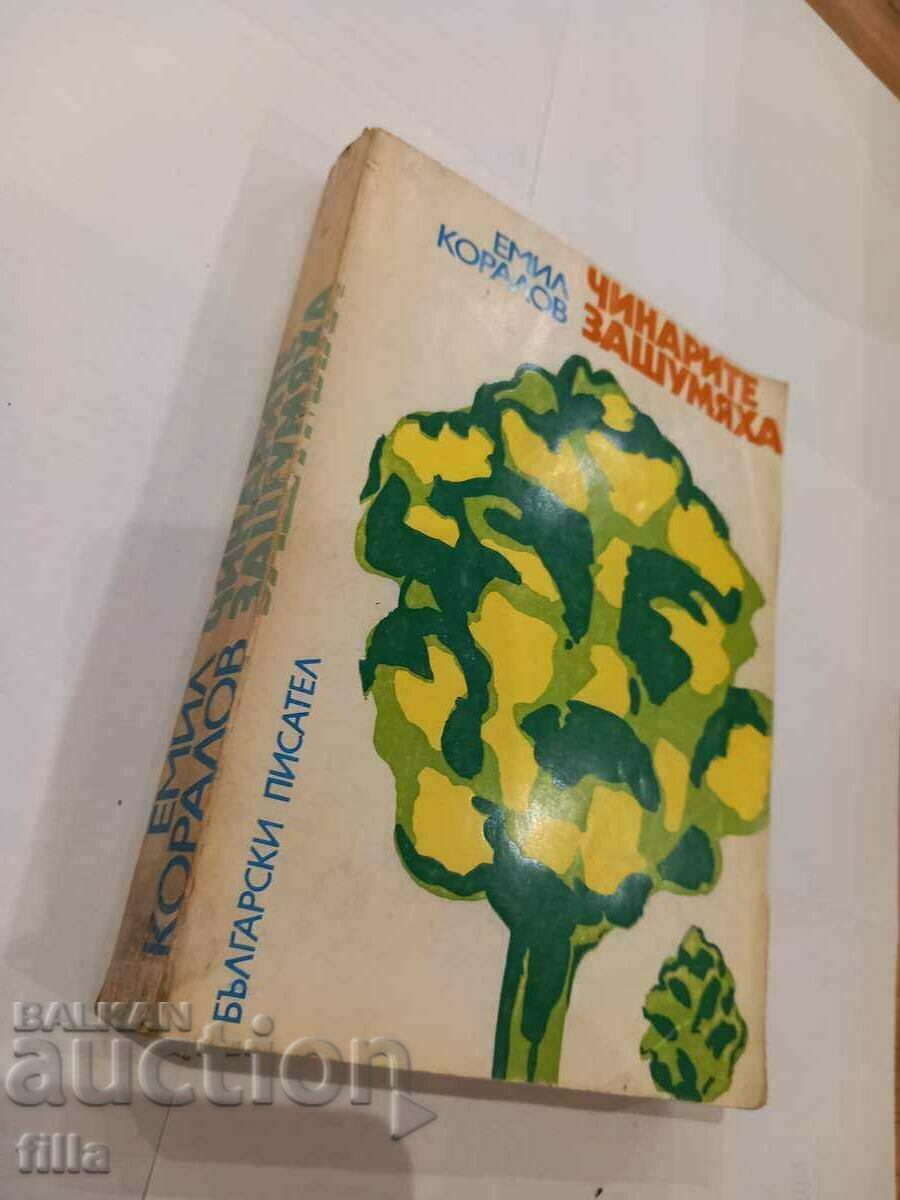 ЕМИЛ
КОРАЛОВ
ЧИНАРИТЕ
ЗАШУМЯХА
БЪЛГАРСКИ ПИСАТЕЛ
ЕМИЛ
КОРАЛОВ
ЧИНАРИТЕ
ЗАШУМЯХА
BALKAN
auction
filla